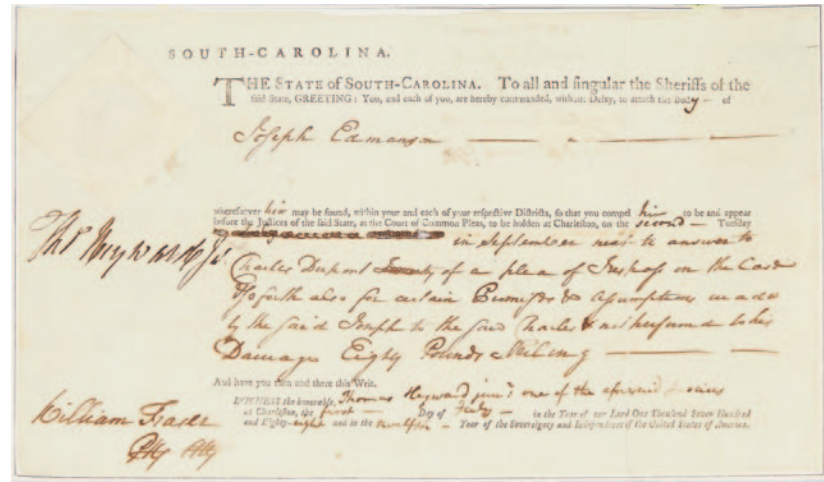 SOUTH-CAROLINA.
THE STATE of SOUTH-CAROLINA. To all and singular the Sheriffs of the
said State, GREETING: You, and each of you, are hereby commanded, without Delay, to attach the Body — of
Joseph Edmanson — — —
wheresoever him may be found, within your and each of your respective Districts, so that you compel him to be and appear
before the Justices of the said State, at the Court of Common Pleas, to be holden at Charleston, on the second — Tuesday
Tho.s Heyward Jr.
in September next to answer to
Charles Dupont of a plea of Trespass on the Case
& so forth also for certain Promises & Assumptions made
by the said Joseph to the said Charles & not performed to his
Damage Eighty Pounds Sterling — — —
And have you then and there this Writ.
WITNESS the honorable Thomas Heyward jun.r one of the aforesaid Justices
William Fraser
at Charleston, the first — Day of July — in the Year of our Lord One Thousand Seven Hundred
and Eighty-eight and in the twelfth — Year of the Sovereignty and Independence of the United States of America.